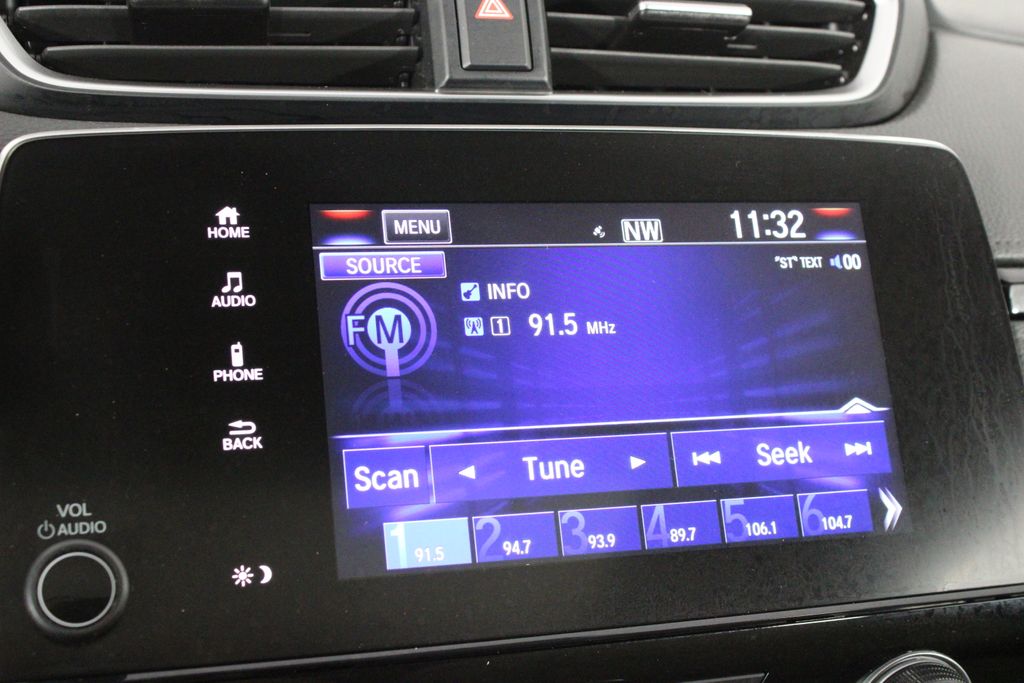 HOME
AUDIO
PHONE
BACK
VOL
AUDIO
MENU NW 11:32
SOURCE "ST" TEXT 00
FM
INFO
1 91.5 MHz
Scan Tune Seek
1 91.5 2 94.7 3 93.9 4 89.7 5 106.1 6 104.7